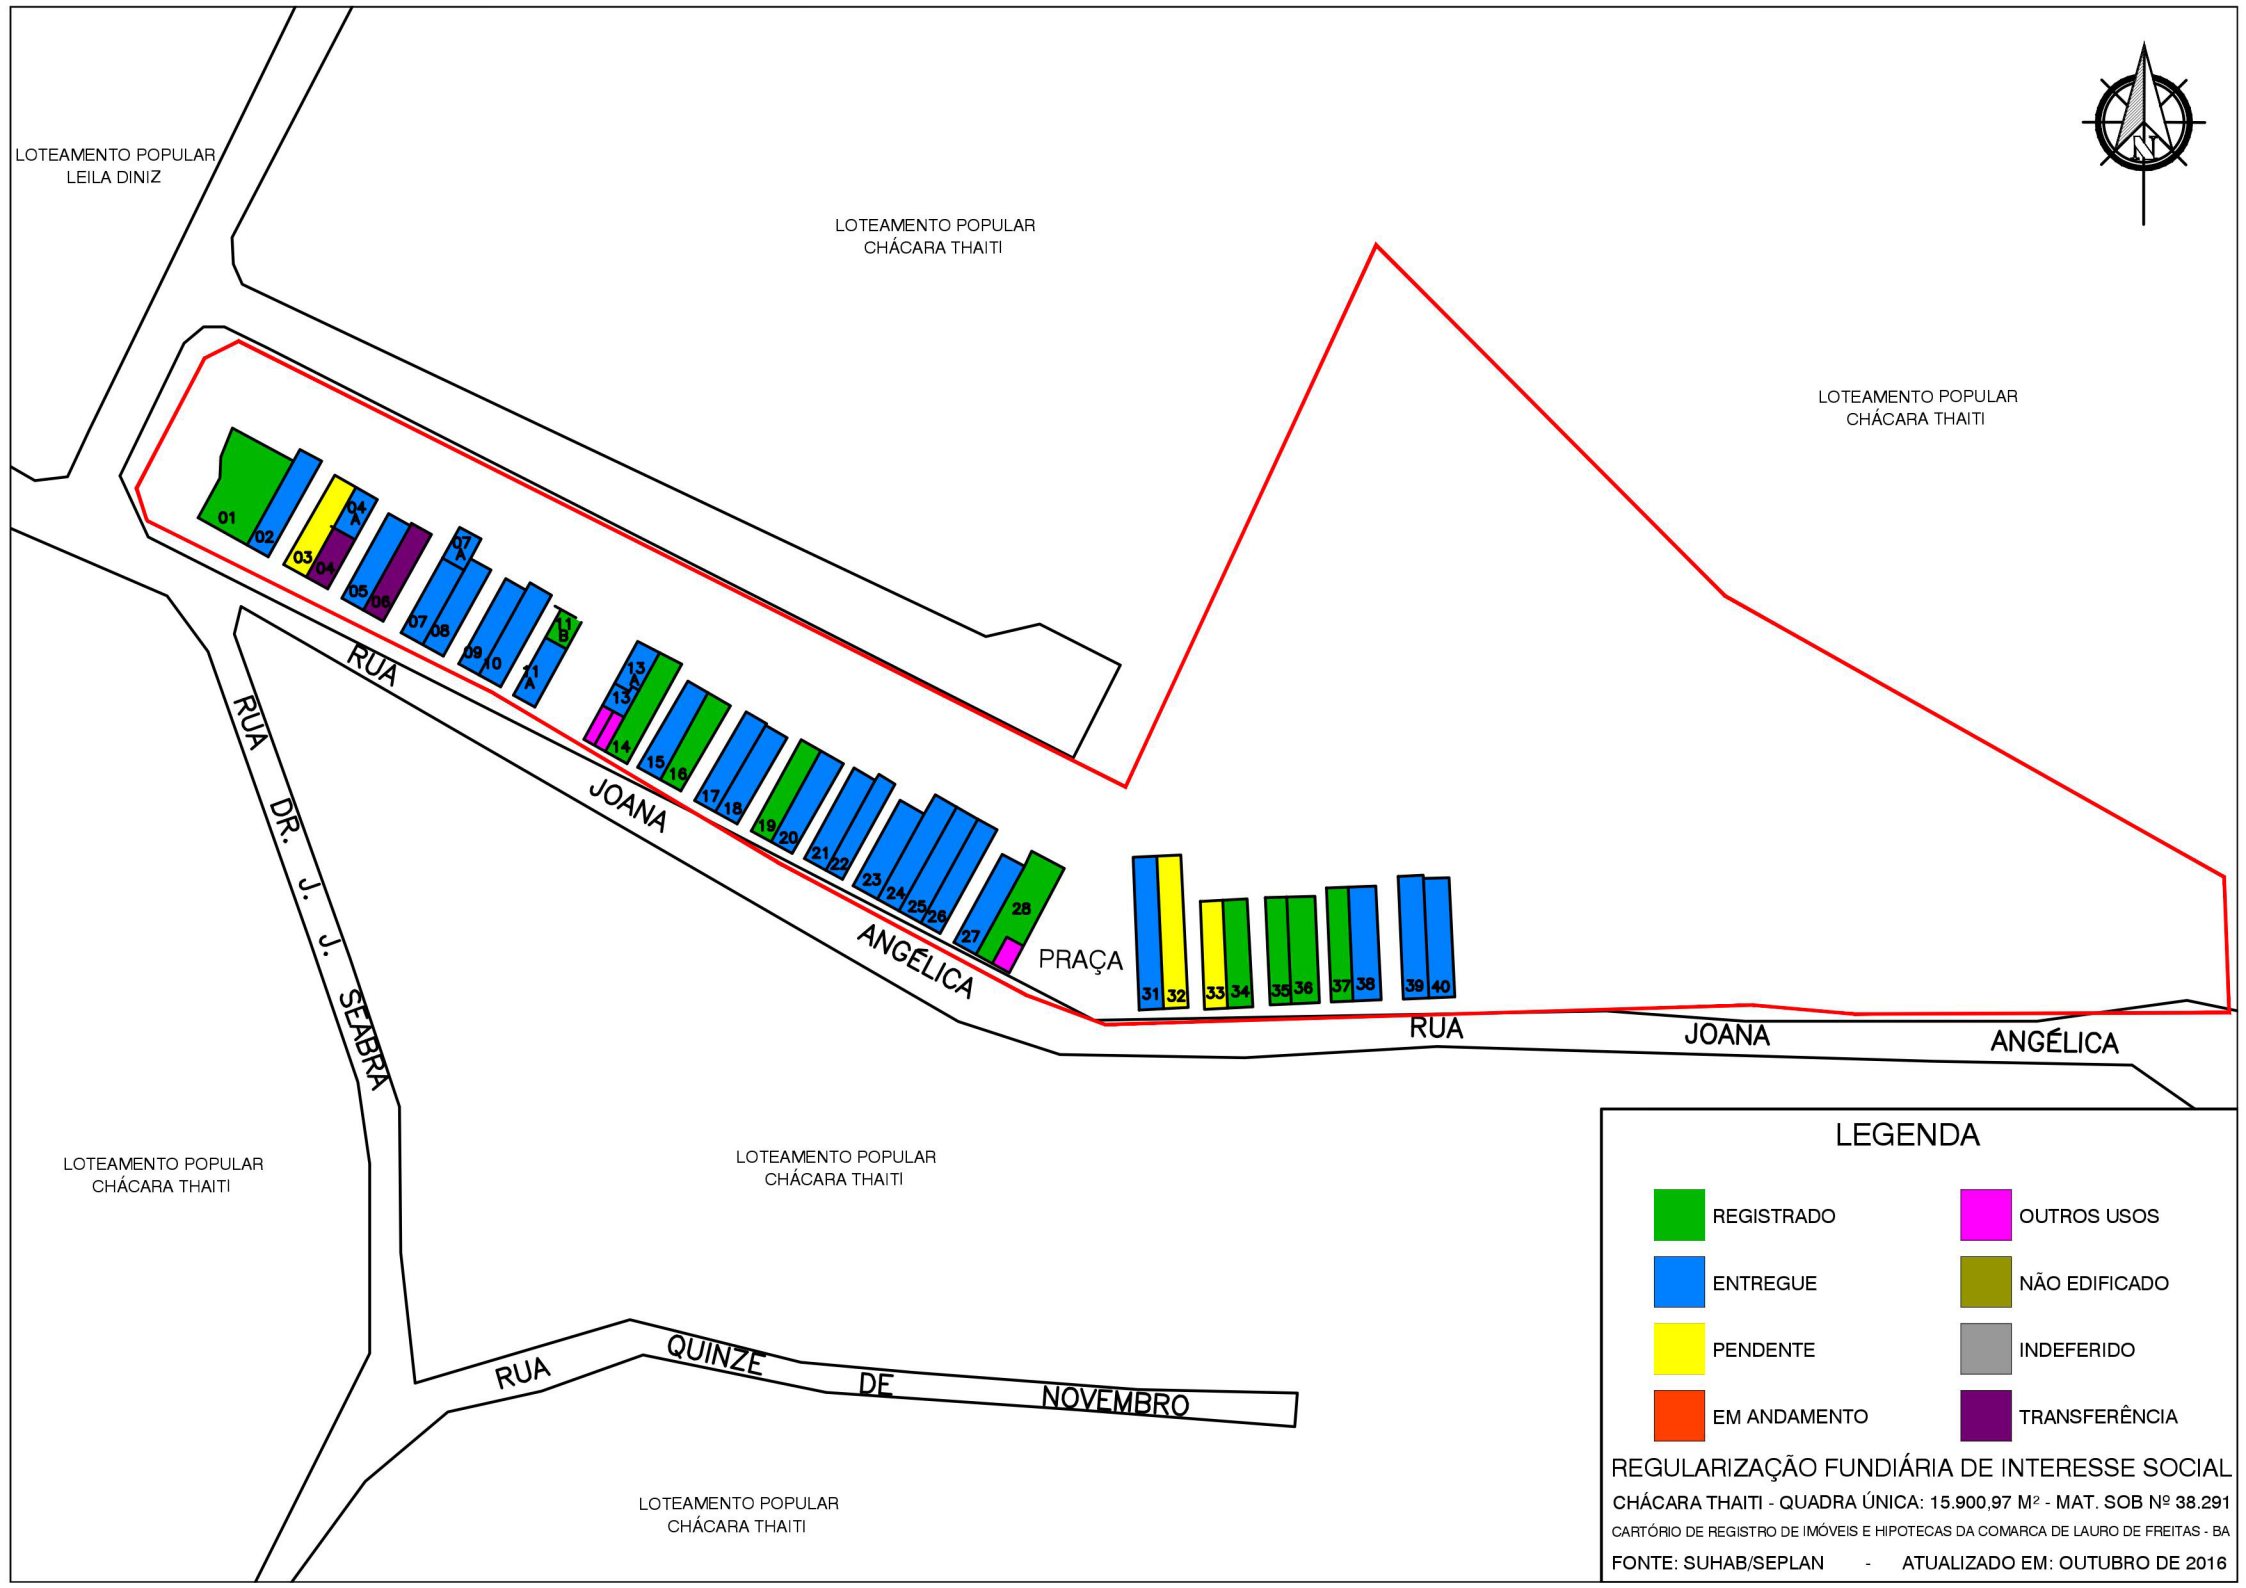 LOTEAMENTO POPULAR
LEILA DINIZ
LOTEAMENTO POPULAR
CHÁCARA THAITI
N
LOTEAMENTO POPULAR
CHÁCARA THAITI
01
02
03
04
04
A
05
06
07
07
A
08
09
10
11
A
11
B
13
A
13
14
15
16
17
18
19
20
21
22
23
24
25
26
27
28
PRAÇA
31
32
33
34
35
36
37
38
39
40
RUA JOANA ANGÉLICA
RUA JOANA ANGÉLICA
RUA DR. J. J. SEABRA
LOTEAMENTO POPULAR
CHÁCARA THAITI
LOTEAMENTO POPULAR
CHÁCARA THAITI
RUA QUINZE DE NOVEMBRO
LOTEAMENTO POPULAR
CHÁCARA THAITI
LEGENDA
REGISTRADO
OUTROS USOS
ENTREGUE
NÃO EDIFICADO
PENDENTE
INDEFERIDO
EM ANDAMENTO
TRANSFERÊNCIA
REGULARIZAÇÃO FUNDIÁRIA DE INTERESSE SOCIAL
CHÁCARA THAITI - QUADRA ÚNICA: 15.900,97 M² - MAT. SOB Nº 38.291
CARTÓRIO DE REGISTRO DE IMÓVEIS E HIPOTECAS DA COMARCA DE LAURO DE FREITAS - BA
FONTE: SUHAB/SEPLAN - ATUALIZADO EM: OUTUBRO DE 2016